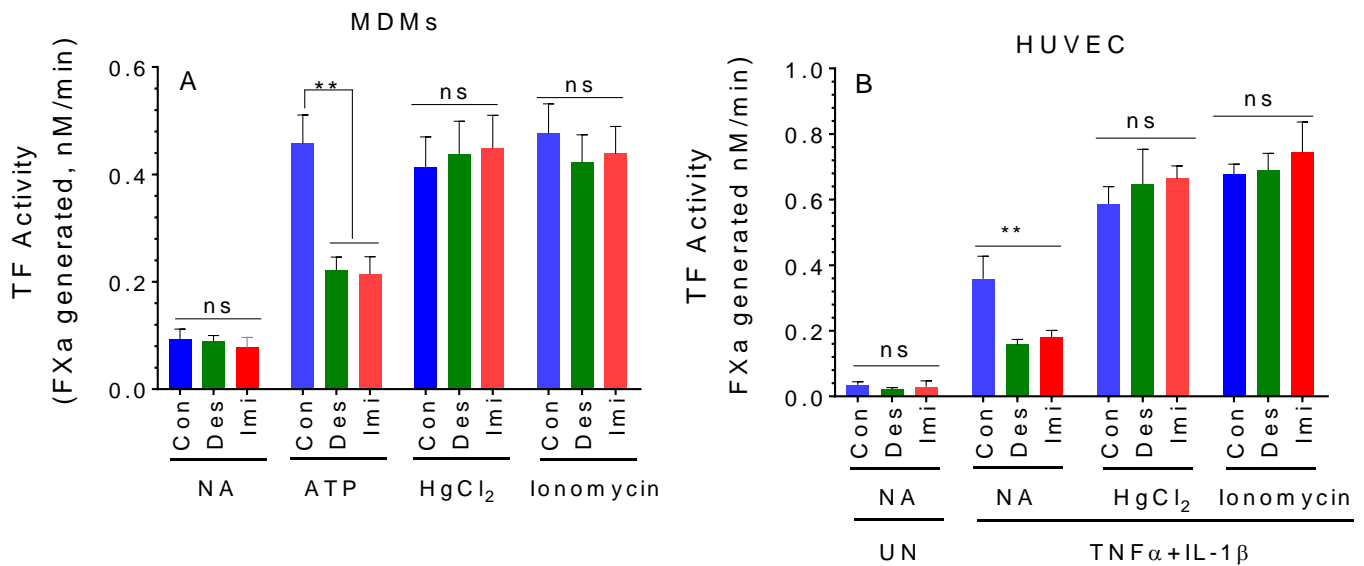 MDMs
A
TF Activity
(FXa generated, nM/min)
0.6
0.4
0.2
0.0
ns
**
ns
ns
Con Des Imi Con Des Imi Con Des Imi Con Des Imi
NA ATP HgCl₂ Ionomycin
HUVEC
B
TF Activity
FXa generated nM/min)
1.0
0.8
0.6
0.4
0.2
0.0
ns
**
ns
ns
Con Des Imi Con Des Imi Con Des Imi Con Des Imi
NA NA HgCl₂ Ionomycin
UN TNFα+IL-1β